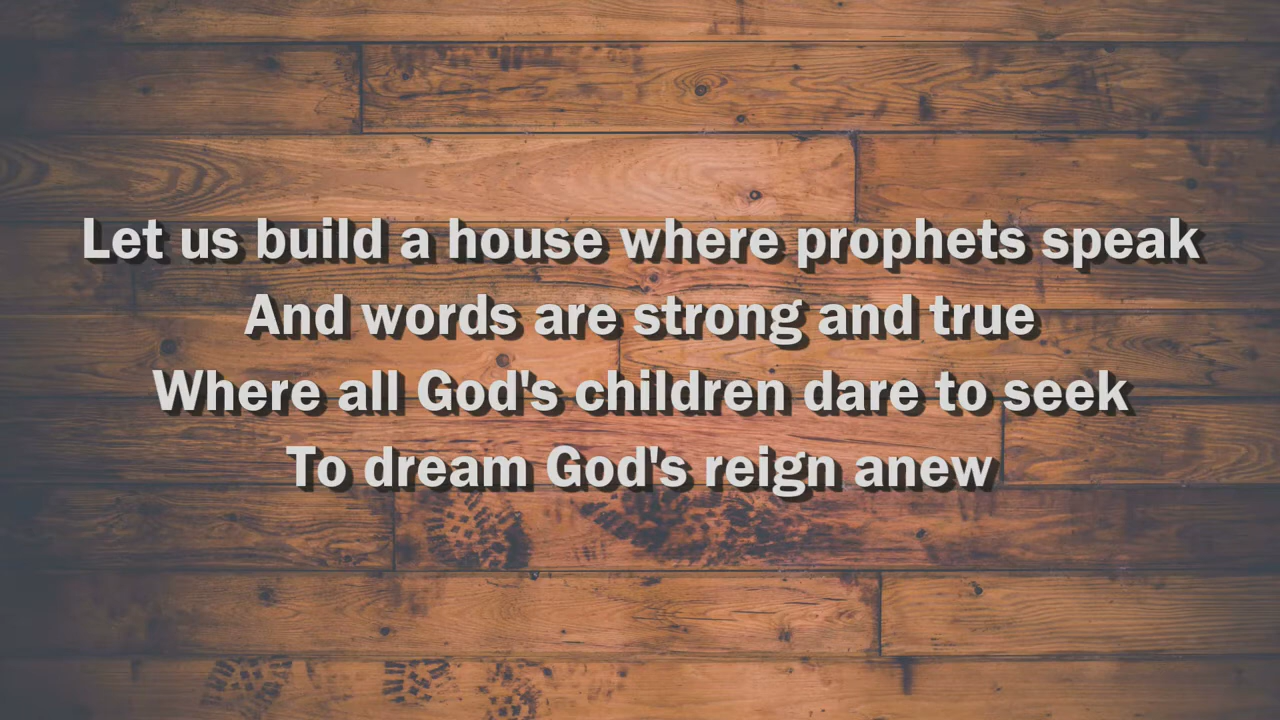 Let us build a house where prophets speak
And words are strong and true
Where all God's children dare to seek
To dream God's reign anew